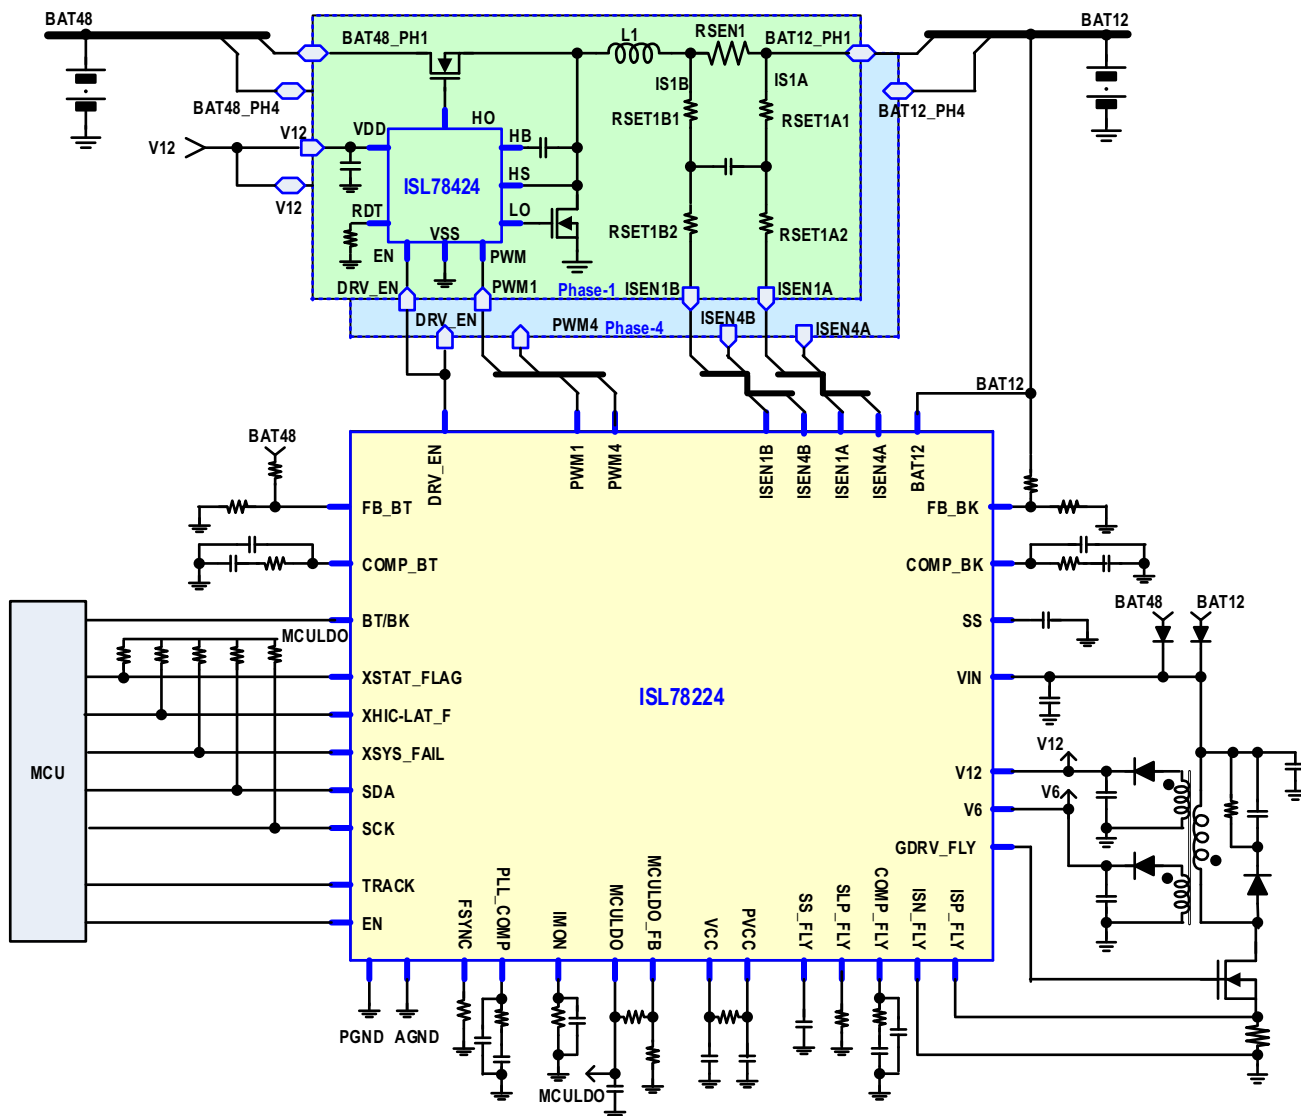 BAT48
BAT12
BAT48_PH1
L1
RSEN1
BAT12_PH1
IS1B
IS1A
BAT48_PH4
BAT12_PH4
V12
V12
VDD
HO
HB
RSET1B1
RSET1A1
V12
HS
ISL78424
RDT
LO
VSS
RSET1B2
RSET1A2
EN
PWM
DRV_EN
PWM1
Phase-1
ISEN1B
ISEN1A
DRV_EN
PWM4
Phase-4
ISEN4B
ISEN4A
BAT12
BAT48
DRV_EN
PWM1
PWM4
ISEN1B
ISEN4B
ISEN1A
ISEN4A
BAT12
FB_BT
FB_BK
COMP_BT
COMP_BK
BAT48
BAT12
BT/BK
SS
MCULDO
XSTAT_FLAG
VIN
ISL78224
XHIC-LAT_F
XSYS_FAIL
V12
MCU
V12
SDA
V6
V6
SCK
GDRV_FLY
TRACK
EN
FSYNC
PLL_COMP
IMON
MCULDO
MCULDO_FB
VCC
PVCC
SS_FLY
SLP_FLY
COMP_FLY
ISN_FLY
ISP_FLY
PGND
AGND
MCULDO